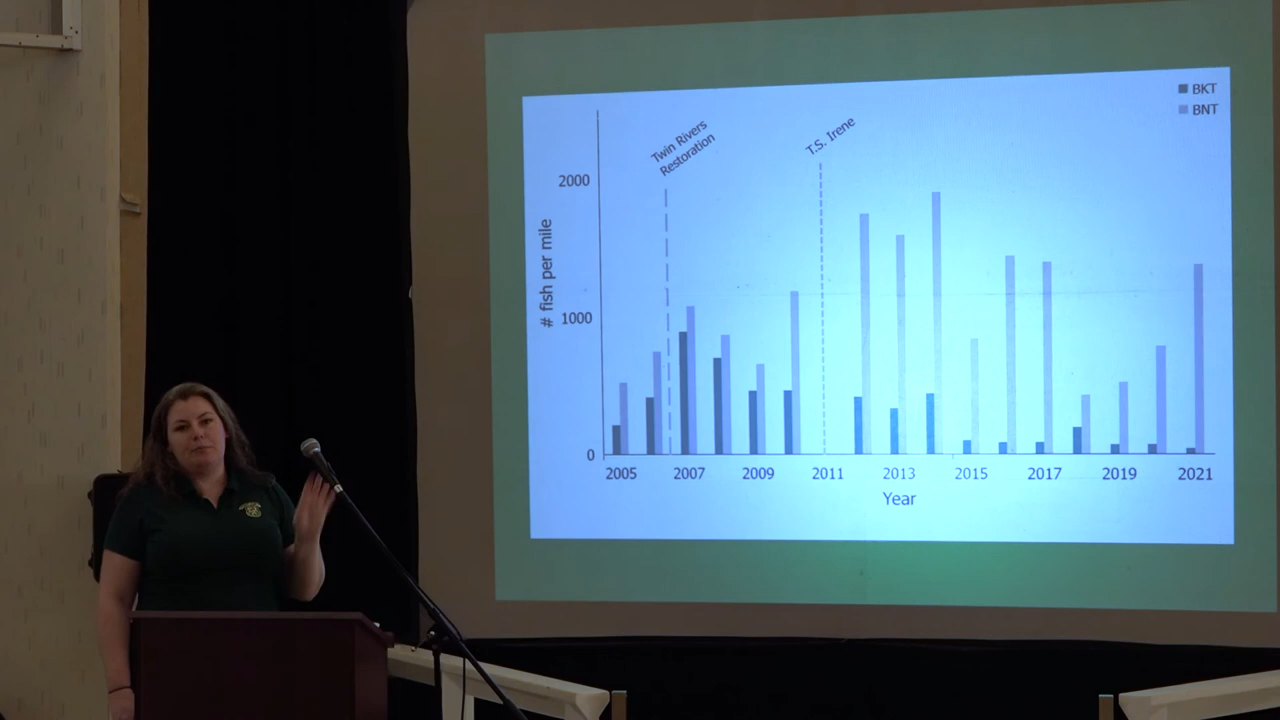 BKT
BNT
Twin Rivers
Restoration
T.S. Irene
2000
1000
0
# fish per mile
2005 2007 2009 2011 2013 2015 2017 2019 2021
Year